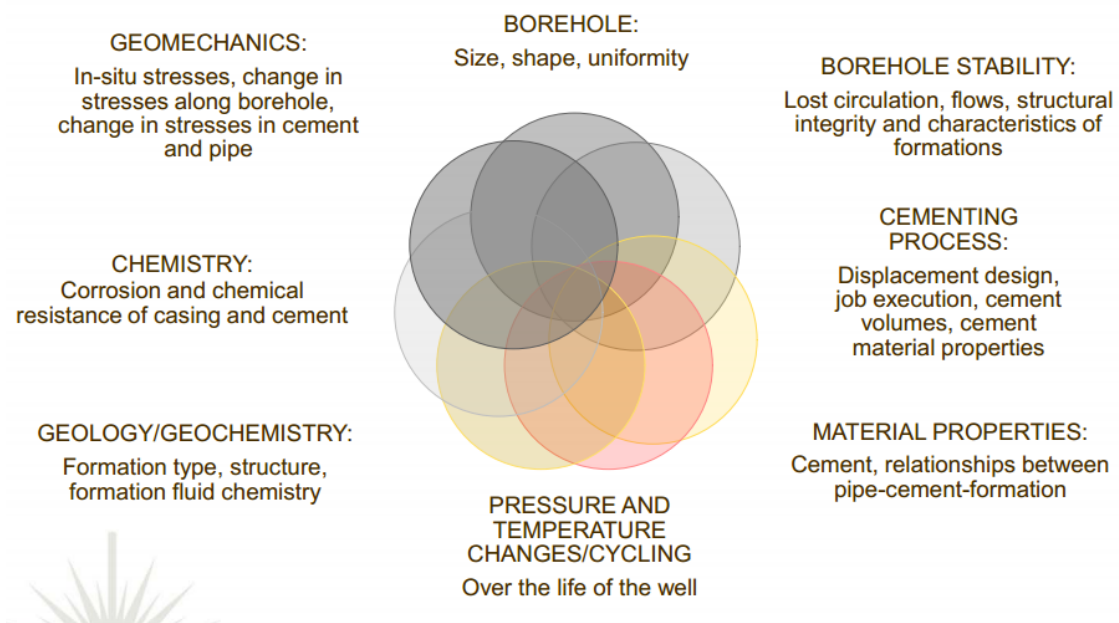 BOREHOLE:
Size, shape, uniformity
GEOMECHANICS:
In-situ stresses, change in
stresses along borehole,
change in stresses in cement
and pipe
BOREHOLE STABILITY:
Lost circulation, flows, structural
integrity and characteristics of
formations
CHEMISTRY:
Corrosion and chemical
resistance of casing and cement
CEMENTING
PROCESS:
Displacement design,
job execution, cement
volumes, cement
material properties
GEOLOGY/GEOCHEMISTRY:
Formation type, structure,
formation fluid chemistry
MATERIAL PROPERTIES:
Cement, relationships between
pipe-cement-formation
PRESSURE AND
TEMPERATURE
CHANGES/CYCLING
Over the life of the well